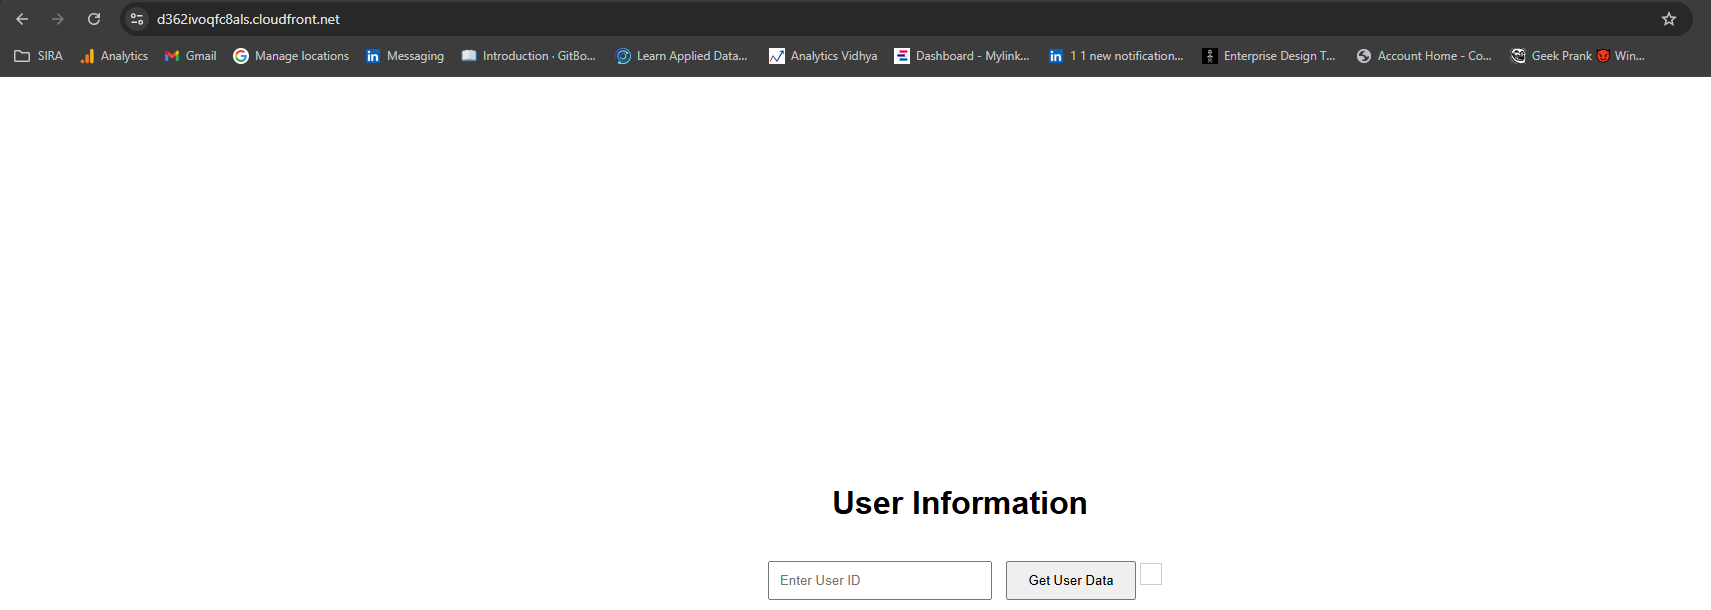 d362ivoqfc8als.cloudfront.net
SIRA Analytics Gmail Manage locations Messaging Introduction · GitBo... Learn Applied Data... Analytics Vidhya Dashboard - Mylink... 1 1 new notification... Enterprise Design T... Account Home - Co... Geek Prank 😈 Win...
User Information
Enter User ID Get User Data